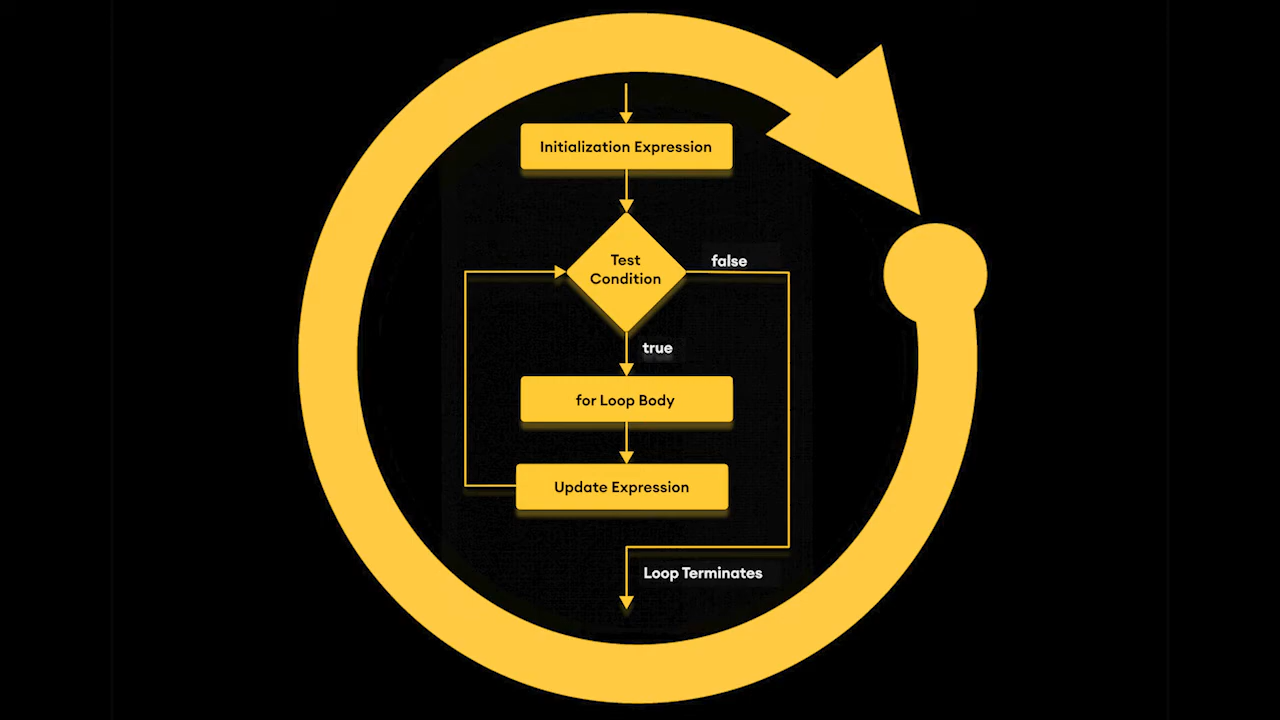 Initialization Expression
Test
Condition
false
true
for Loop Body
Update Expression
Loop Terminates